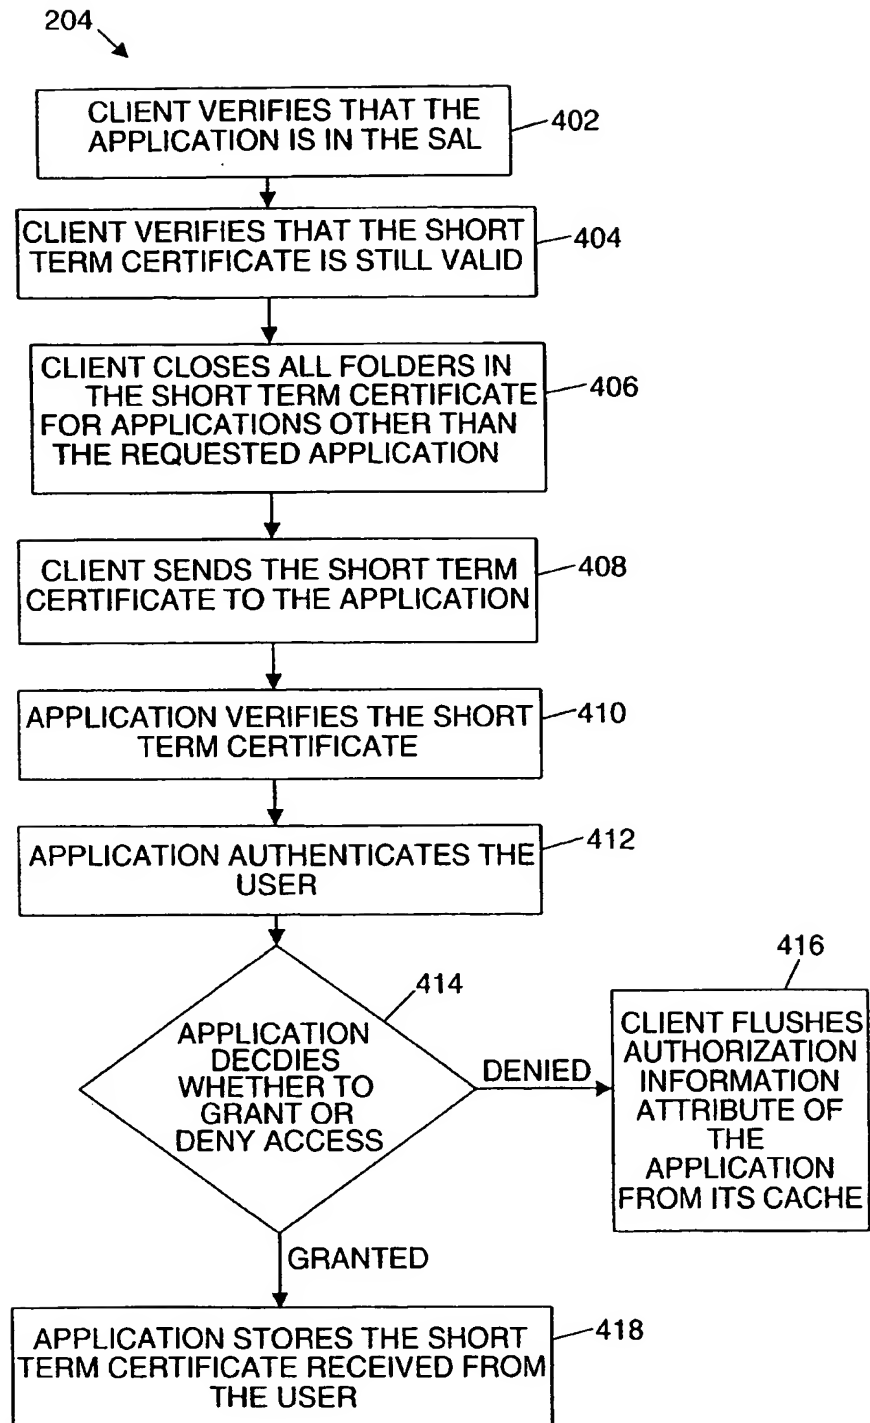 204
CLIENT VERIFIES THAT THE
APPLICATION IS IN THE SAL
402
CLIENT VERIFIES THAT THE SHORT
TERM CERTIFICATE IS STILL VALID
404
CLIENT CLOSES ALL FOLDERS IN
THE SHORT TERM CERTIFICATE
FOR APPLICATIONS OTHER THAN
THE REQUESTED APPLICATION
406
CLIENT SENDS THE SHORT TERM
CERTIFICATE TO THE APPLICATION
408
APPLICATION VERIFIES THE SHORT
TERM CERTIFICATE
410
APPLICATION AUTHENTICATES THE
USER
412
APPLICATION
DECDIES
WHETHER TO
GRANT OR
DENY ACCESS
414
DENIED
416
CLIENT FLUSHES
AUTHORIZATION
INFORMATION
ATTRIBUTE OF
THE
APPLICATION
FROM ITS CACHE
GRANTED
APPLICATION STORES THE SHORT
TERM CERTIFICATE RECEIVED FROM
THE USER
418